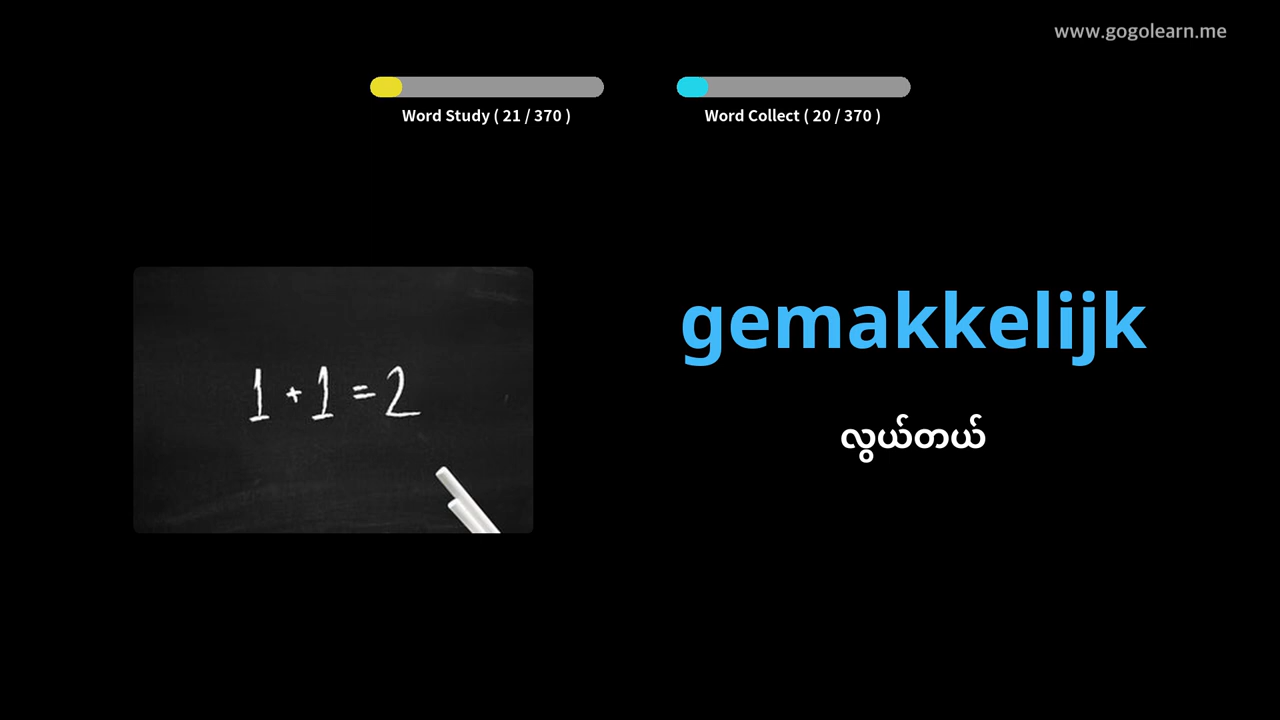 www.gogolearn.me
Word Study ( 21 / 370 )
Word Collect ( 20 / 370 )
1 + 1 = 2
gemakkelijk
လွယ်တယ်